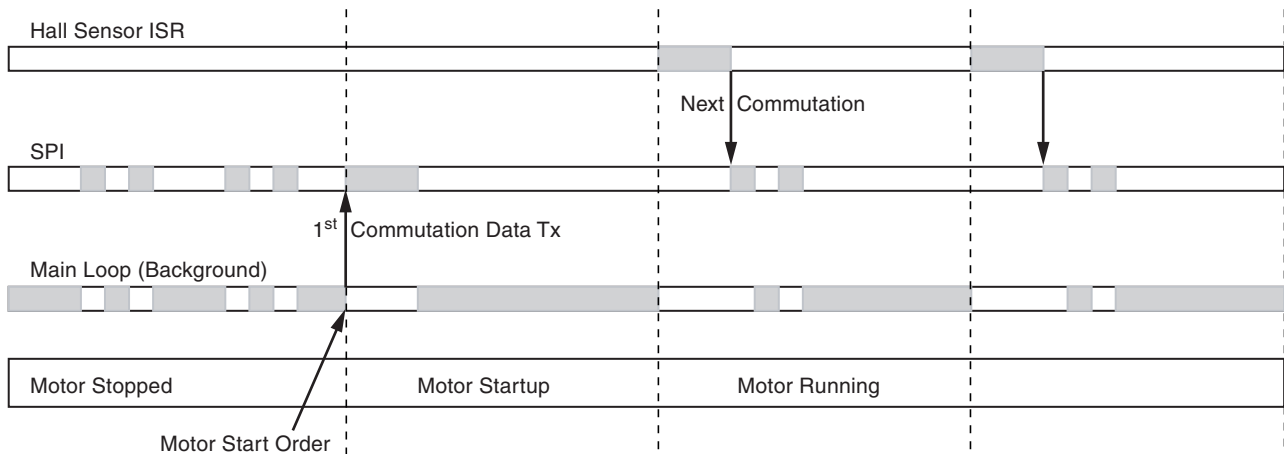 Hall Sensor ISR
Next Commutation
SPI
1st Commutation Data Tx
Main Loop (Background)
Motor Stopped
Motor Startup
Motor Running
Motor Start Order